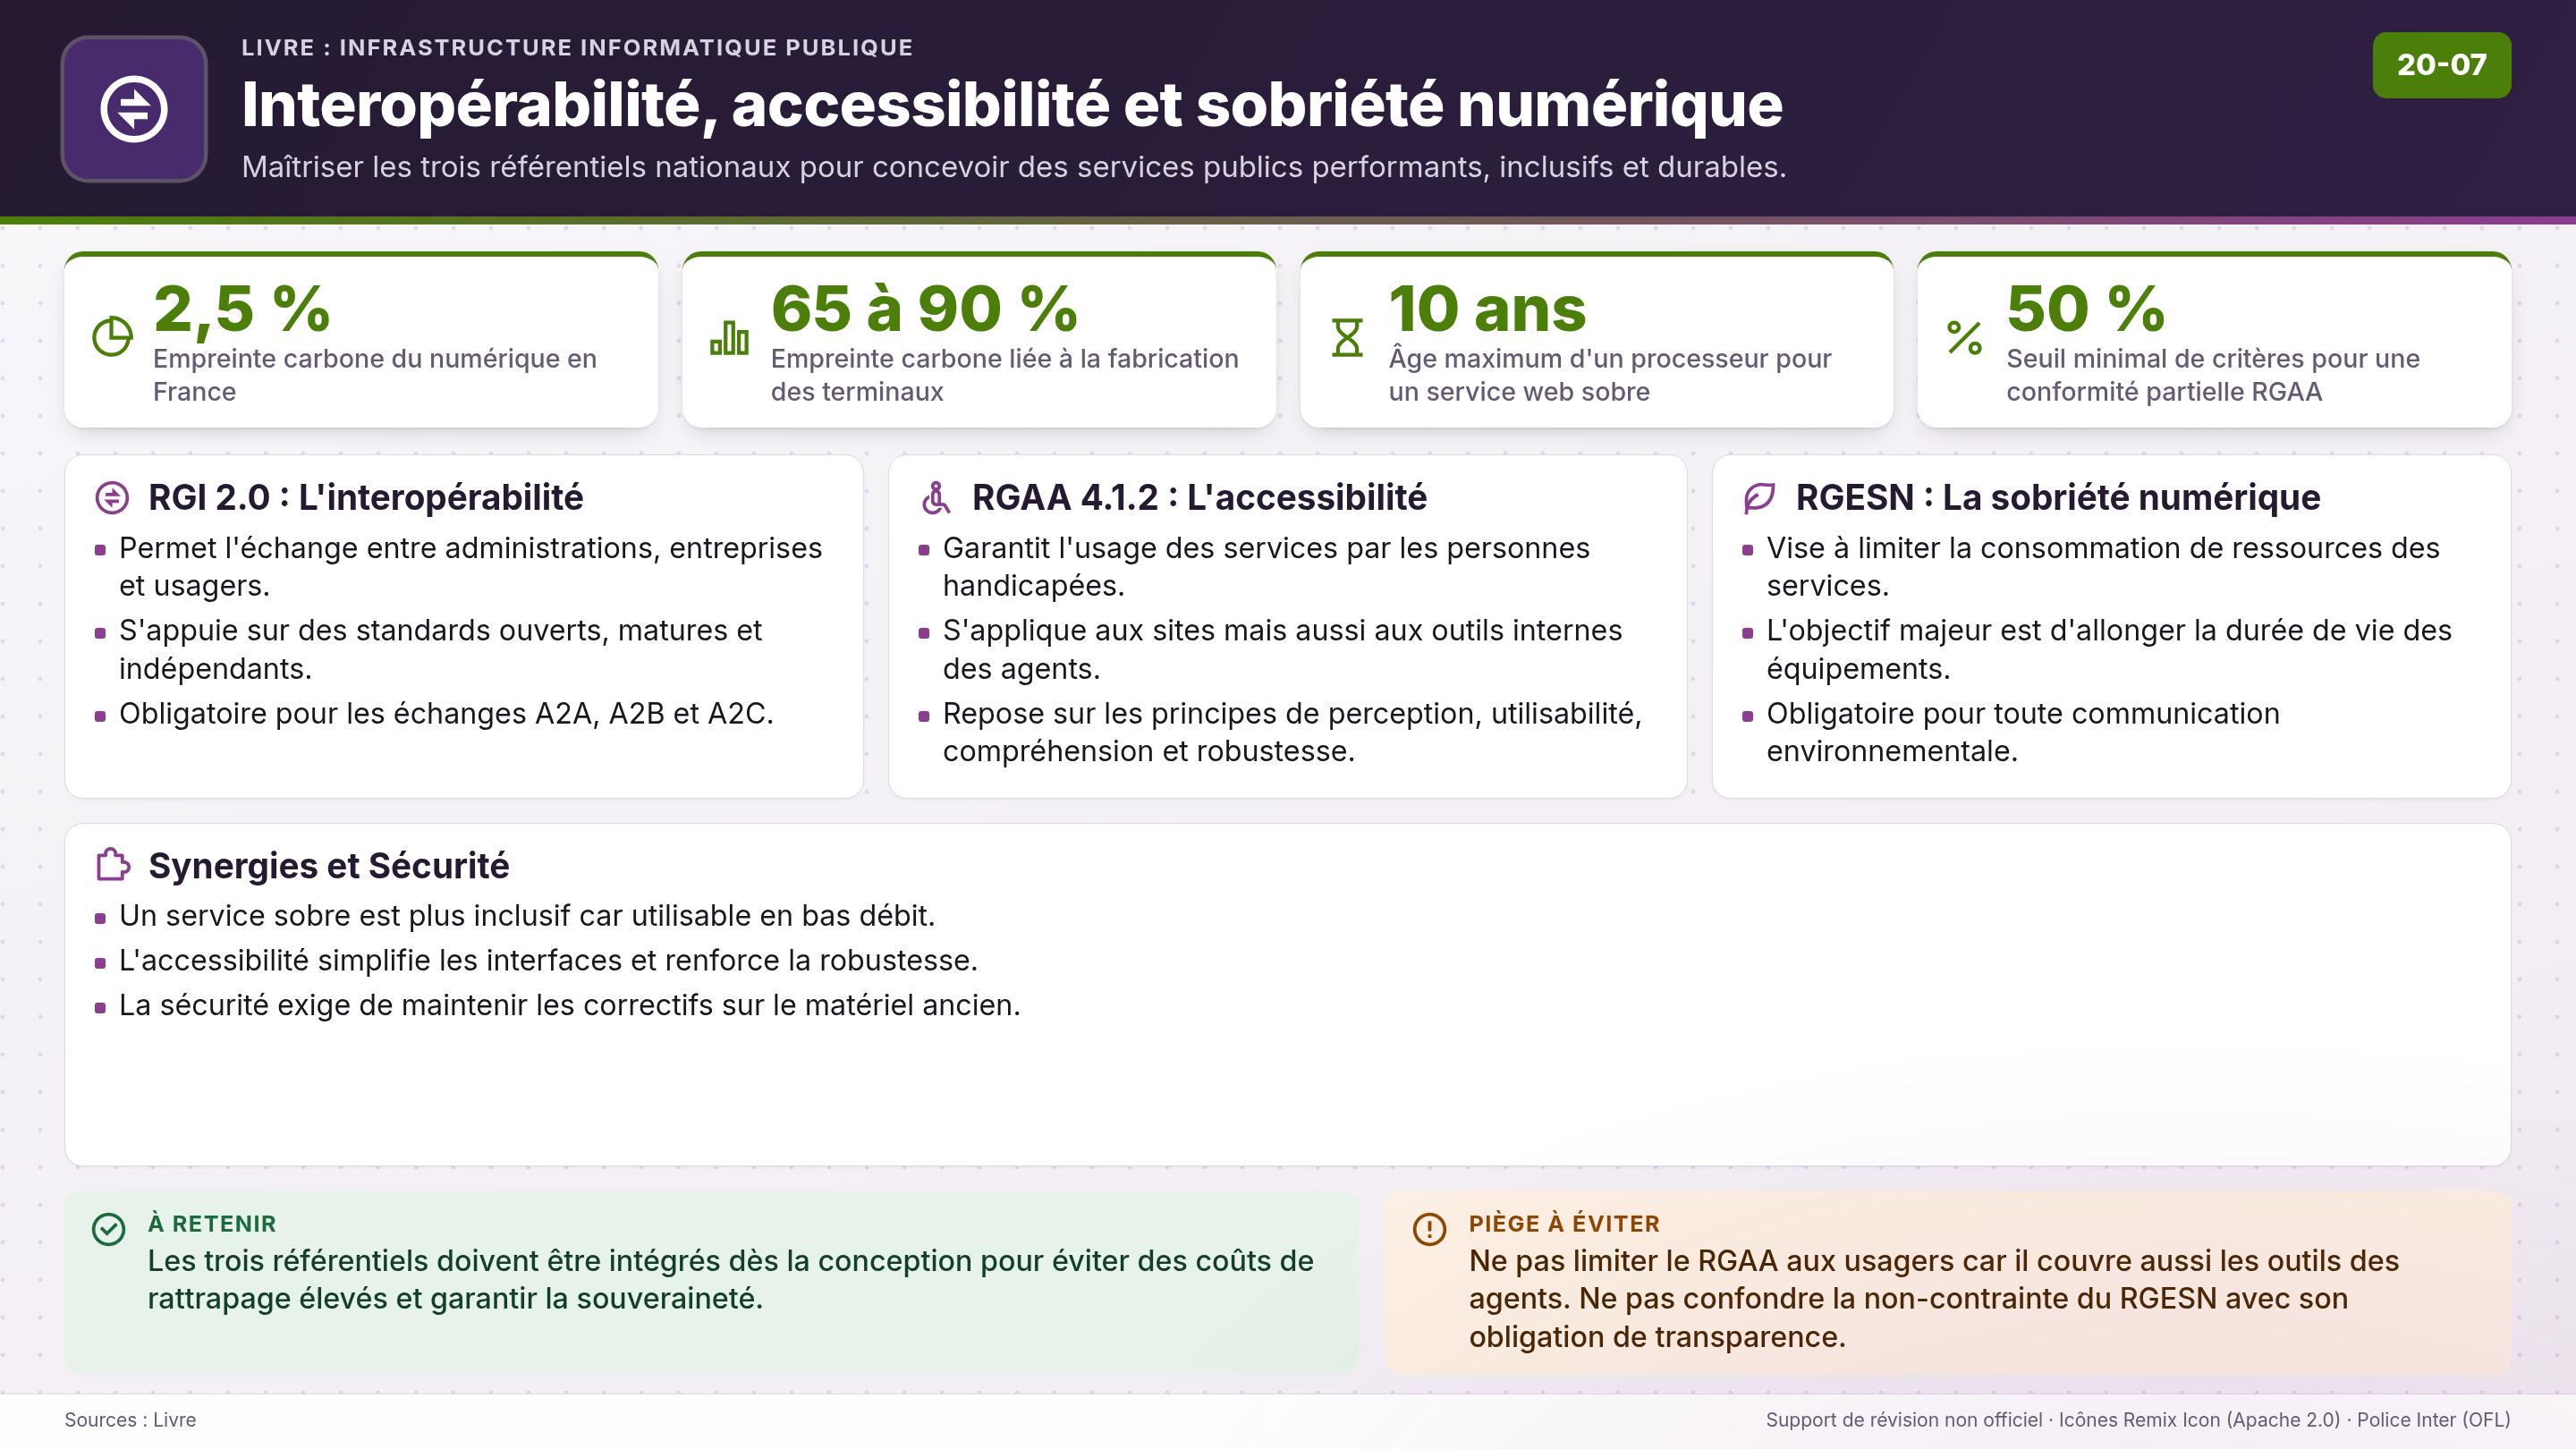 LIVRE : INFRASTRUCTURE INFORMATIQUE PUBLIQUE
Interopérabilité, accessibilité et sobriété numérique
Maîtriser les trois référentiels nationaux pour concevoir des services publics performants, inclusifs et durables.
20-07
2,5 %
Empreinte carbone du numérique en
France
65 à 90 %
Empreinte carbone liée à la fabrication
des terminaux
10 ans
Âge maximum d'un processeur pour
un service web sobre
50 %
Seuil minimal de critères pour une
conformité partielle RGAA
RGI 2.0 : L'interopérabilité
Permet l'échange entre administrations, entreprises
et usagers.
S'appuie sur des standards ouverts, matures et
indépendants.
Obligatoire pour les échanges A2A, A2B et A2C.
RGAA 4.1.2 : L'accessibilité
Garantit l'usage des services par les personnes
handicapées.
S'applique aux sites mais aussi aux outils internes
des agents.
Repose sur les principes de perception, utilisabilité,
compréhension et robustesse.
RGESN : La sobriété numérique
Vise à limiter la consommation de ressources des
services.
L'objectif majeur est d'allonger la durée de vie des
équipements.
Obligatoire pour toute communication
environnementale.
Synergies et Sécurité
Un service sobre est plus inclusif car utilisable en bas débit.
L'accessibilité simplifie les interfaces et renforce la robustesse.
La sécurité exige de maintenir les correctifs sur le matériel ancien.
À RETENIR
Les trois référentiels doivent être intégrés dès la conception pour éviter des coûts de
rattrapage élevés et garantir la souveraineté.
PIÈGE À ÉVITER
Ne pas limiter le RGAA aux usagers car il couvre aussi les outils des
agents. Ne pas confondre la non-contrainte du RGESN avec son
obligation de transparence.
Sources : Livre
Support de révision non officiel · Icônes Remix Icon (Apache 2.0) · Police Inter (OFL)